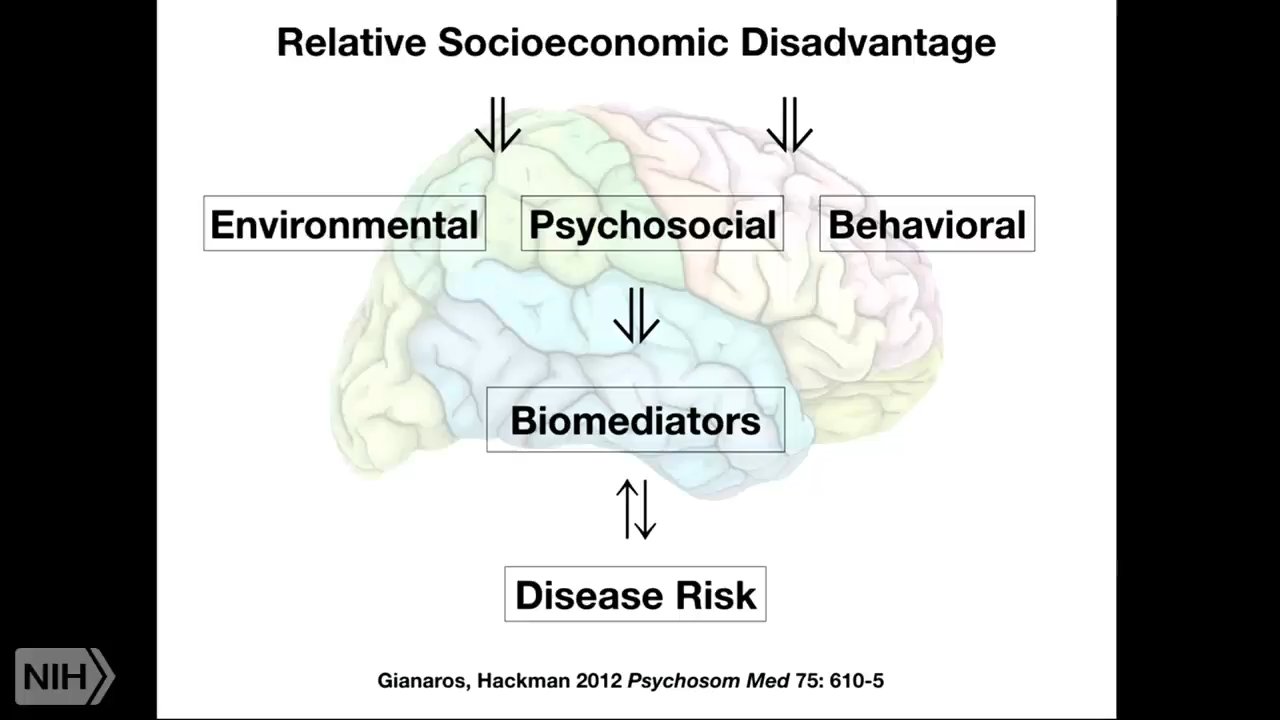 Relative Socioeconomic Disadvantage
Environmental Psychosocial Behavioral
Biomediators
Disease Risk
NIH
Gianaros, Hackman 2012 Psychosom Med 75: 610-5